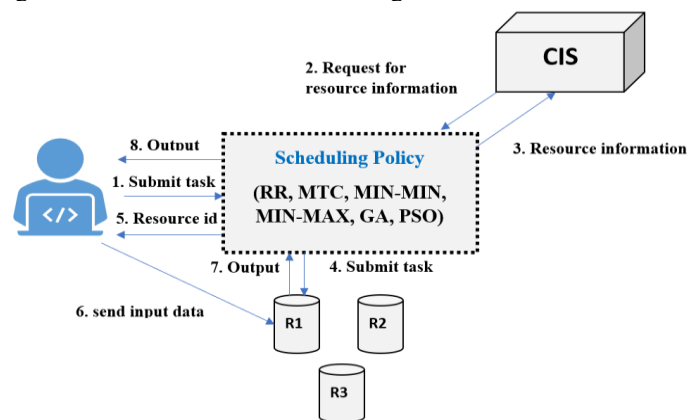 CIS
2. Request for
resource information
3. Resource information
8. Output
Scheduling Policy
1. Submit task
(RR, MTC, MIN-MIN,
MIN-MAX, GA, PSO)
</>
5. Resource id
7. Output
4. Submit task
6. send input data
R1
R2
R3